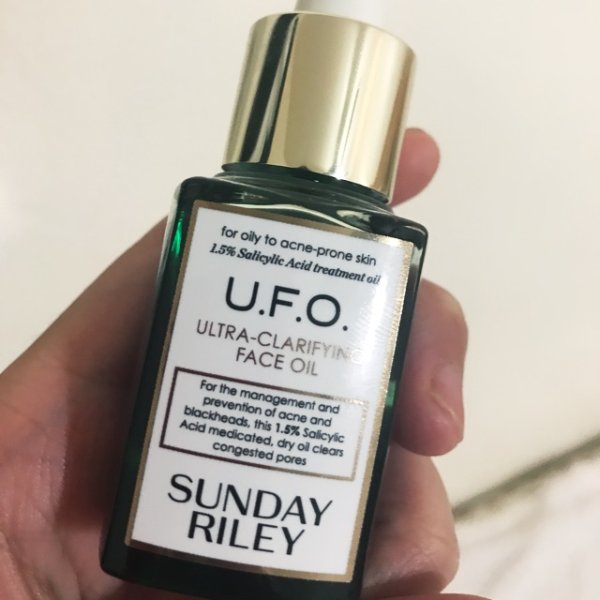 for oily to acne-prone skin
1.5% Salicylic Acid treatment oil
U.F.O.
ULTRA-CLARIFYING
FACE OIL
For the management and
prevention of acne and
blackheads, this 1.5% Salicylic
Acid medicated, dry oil clears
congested pores
SUNDAY
RILEY